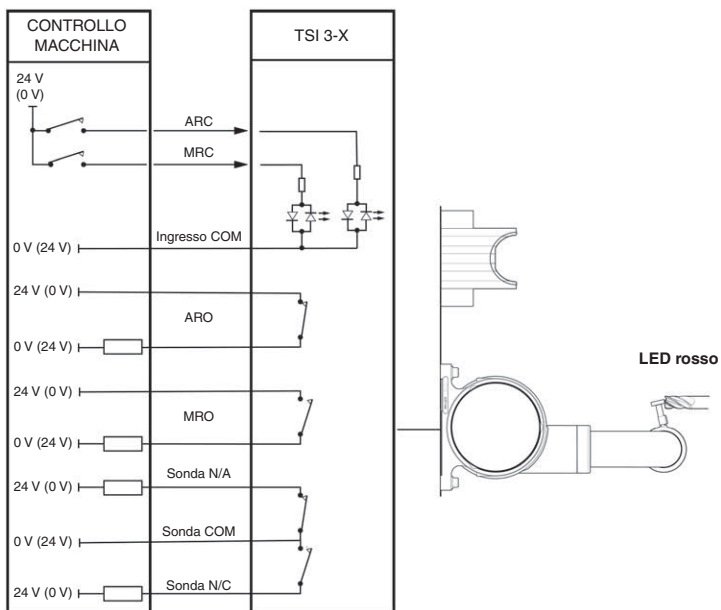 CONTROLLO
MACCHINA
TSI 3-X
24 V
(0 V)
ARC
MRC
Ingresso COM
0 V (24 V)
24 V (0 V)
ARO
0 V (24 V)
24 V (0 V)
MRO
0 V (24 V)
Sonda N/A
24 V (0 V)
Sonda COM
0 V (24 V)
Sonda N/C
24 V (0 V)
LED rosso